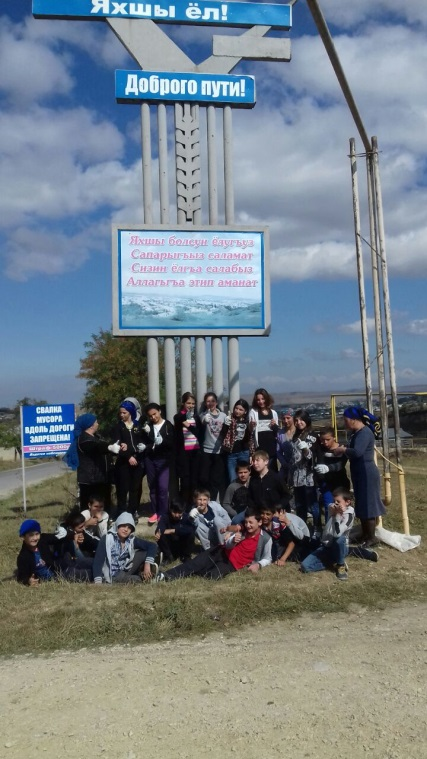 Яхшы ёл!
Доброго пути!
Яхшы болсун ёлугъуз
Сапарыгъыз саламат
Сизин ёлгъа салабыз
Аллагьгъа этип аманат
СВАЛКА
МУСОРА
ВДОЛЬ ДОРОГИ
ЗАПРЕЩЕНА!